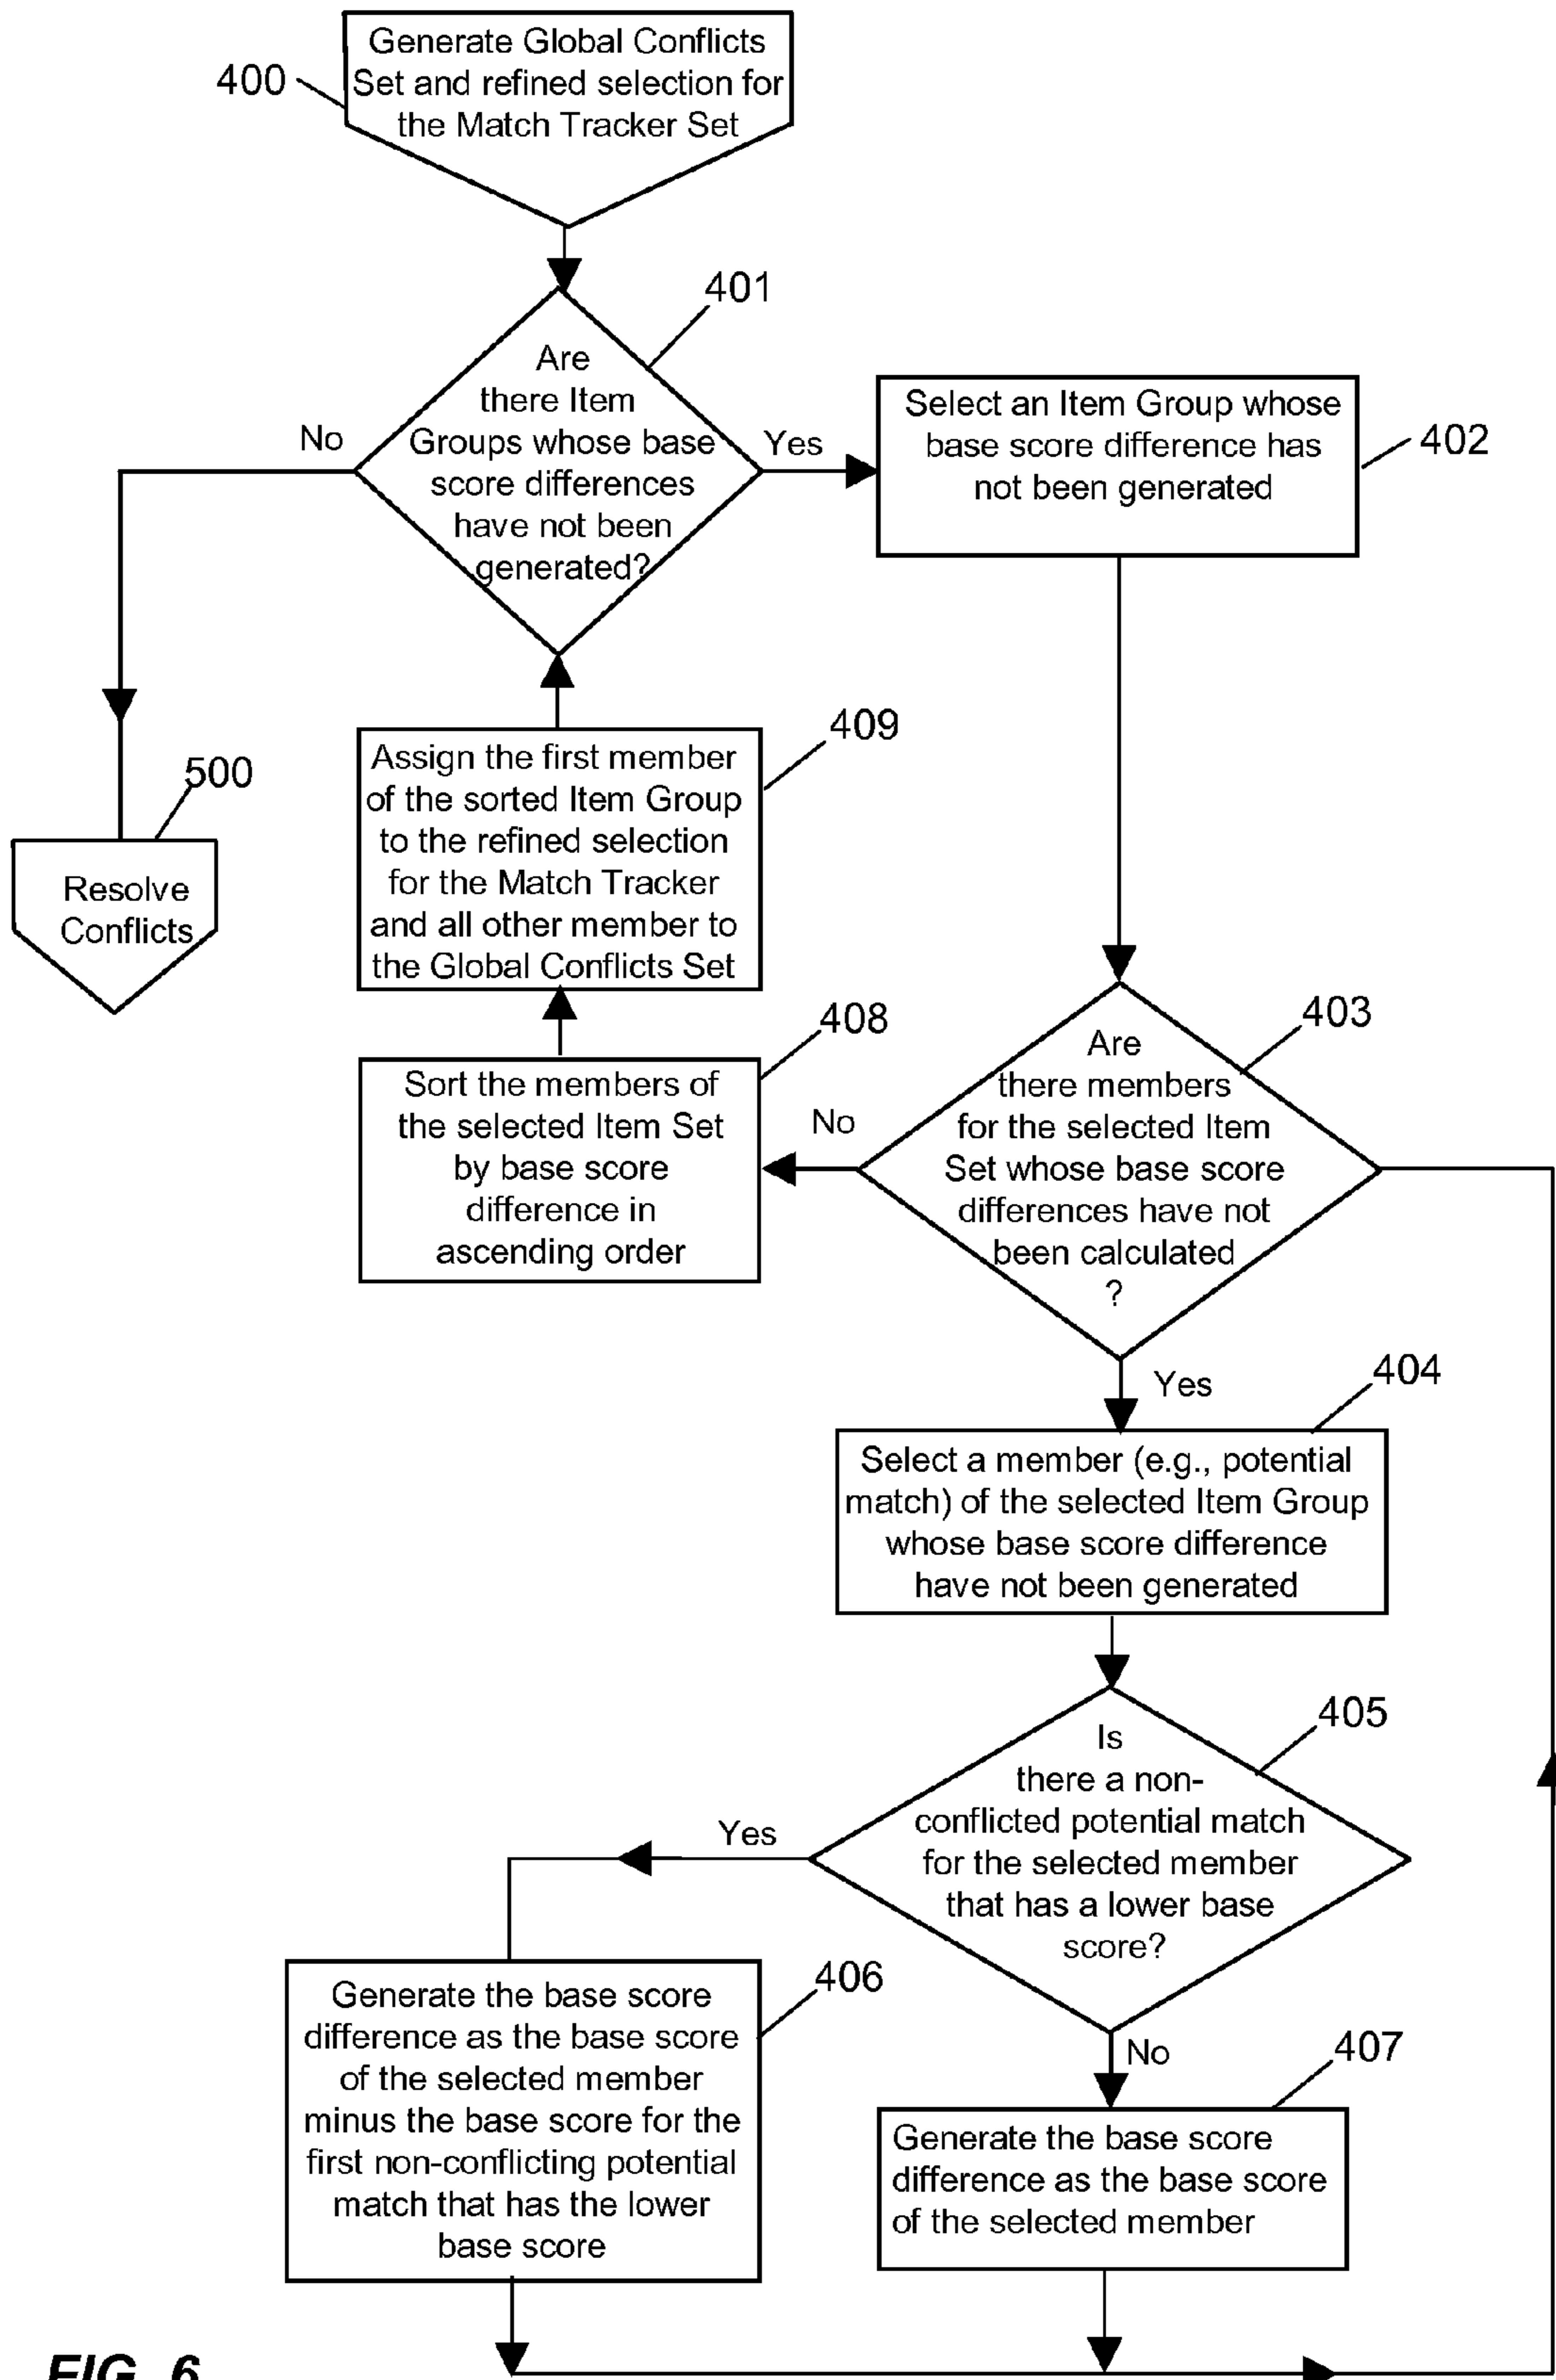 Generate Global Conflicts
Set and refined selection for
the Match Tracker Set
400
401
Are
there Item
Groups whose base
score differences
have not been
generated?
No
Yes
Select an Item Group whose
base score difference has
not been generated
402
409
Assign the first member
of the sorted Item Group
to the refined selection
for the Match Tracker
and all other member to
the Global Conflicts Set
500
Resolve
Conflicts
408
Sort the members of
the selected Item Set
by base score
difference in
ascending order
403
Are
there members
for the selected Item
Set whose base score
differences have not
been calculated
?
No
Yes
404
Select a member (e.g., potential
match) of the selected Item Group
whose base score difference
have not been generated
405
Is
there a non-
conflicted potential match
for the selected member
that has a lower base
score?
Yes
No
406
Generate the base score
difference as the base score
of the selected member
minus the base score for the
first non-conflicting potential
match that has the lower
base score
407
Generate the base score
difference as the base score
of the selected member
FIG. 6